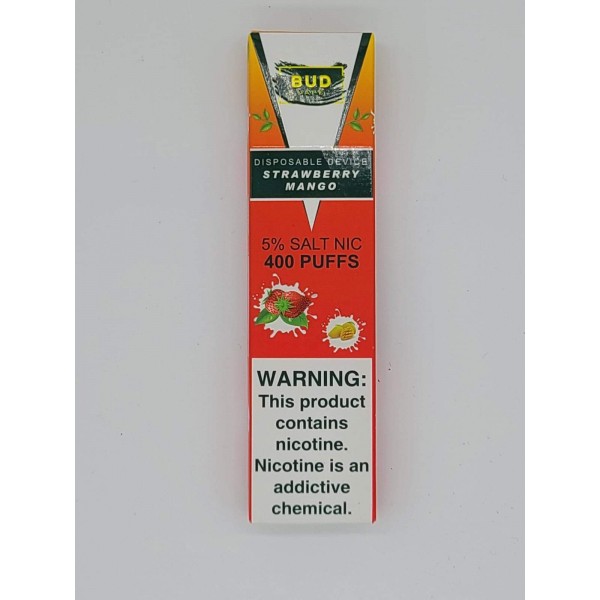 BUD
DISPOSABLE DEVICE
STRAWBERRY
MANGO
5% SALT NIC
400 PUFFS
WARNING:
This product
contains
nicotine.
Nicotine is an
addictive
chemical.